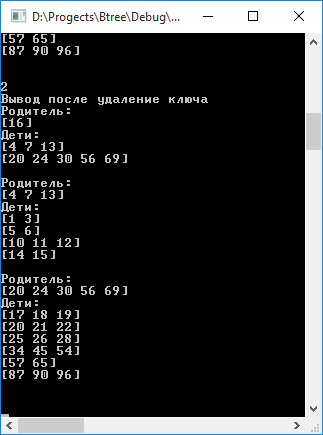 D:\Progects\Btree\Debug\...
[57 65]
[87 90 96]
2
Вывод после удаление ключа
Родитель:
[16]
Дети:
[4 7 13]
[20 24 30 56 69]
Родитель:
[4 7 13]
Дети:
[1 3]
[5 6]
[10 11 12]
[14 15]
Родитель:
[20 24 30 56 69]
Дети:
[17 18 19]
[20 21 22]
[25 26 28]
[34 45 54]
[57 65]
[87 90 96]